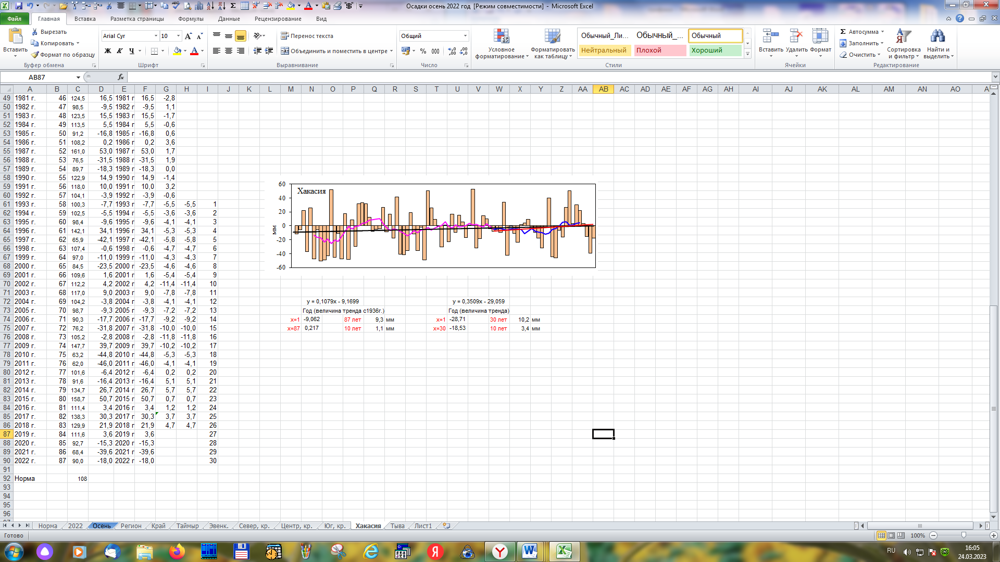 Осадки осень 2022 год  [Режим совместимости]  -  Microsoft Excel
Файл Главная Вставка Разметка страницы Формулы Данные Рецензирование Вид
Вставить Вырезать Arial Cyr 10 Перенос текста Общий Условное форматирование Форматировать как таблицу Обычный_Ли... Обычный_... Обычный Вставить Удалить Формат Автосумма Сортировка и фильтр Найти и выделить
Копировать Заполнить
Формат по образцу Ж К Ч Объединить и поместить в центре % 000 Нейтральный Плохой Хороший Очистить
Буфер обмена Шрифт Выравнивание Число Стили Ячейки Редактирование
AB87 fx
A B C D E F G H I J K L M N O P Q R S T U V W X Y Z AA AB AC AD AE AF AG AH AI AJ AK AL AM AN AO
49 1981 г. 46 124,5 16,5 1981 г 16,5 -2,8
50 1982 г. 47 98,5 -9,5 1982 г -9,5 1,1
51 1983 г. 48 123,5 15,5 1983 г 15,5 -1,7
52 1984 г. 49 113,5 5,5 1984 г 5,5 -0,6
53 1985 г. 50 91,2 -16,8 1985 г -16,8 0,6
54 1986 г. 51 108,2 0,2 1986 г 0,2 3,6
55 1987 г. 52 161,0 53,0 1987 г 53,0 1,7
56 1988 г. 53 76,5 -31,5 1988 г -31,5 1,9
57 1989 г. 54 89,7 -18,3 1989 г -18,3 0,0
58 1990 г. 55 122,9 14,9 1990 г 14,9 -1,4
59 1991 г. 56 118,0 10,0 1991 г 10,0 3,2
60 1992 г. 57 104,1 -3,9 1992 г -3,9 -0,6
61 1993 г. 58 100,3 -7,7 1993 г -7,7 -5,5 -5,5 1
62 1994 г. 59 102,5 -5,5 1994 г -5,5 -3,6 -3,6 2
63 1995 г. 60 98,4 -9,6 1995 г -9,6 -4,1 -4,1 3
64 1996 г. 61 142,1 34,1 1996 г 34,1 -5,3 -5,3 4
65 1997 г. 62 65,9 -42,1 1997 г -42,1 -5,8 -5,8 5
66 1998 г. 63 107,4 -0,6 1998 г -0,6 -4,7 -4,7 6
67 1999 г. 64 97,0 -11,0 1999 г -11,0 -4,3 -4,3 7
68 2000 г. 65 84,5 -23,5 2000 г -23,5 -4,6 -4,6 8
69 2001 г. 66 109,6 1,6 2001 г 1,6 -5,4 -5,4 9
70 2002 г. 67 112,2 4,2 2002 г 4,2 -11,4 -11,4 10
71 2003 г. 68 117,0 9,0 2003 г 9,0 -7,8 -7,8 11
72 2004 г. 69 104,2 -3,8 2004 г -3,8 -4,1 -4,1 12
73 2005 г. 70 98,7 -9,3 2005 г -9,3 -7,2 -7,2 13
74 2006 г. 71 90,3 -17,7 2006 г -17,7 -9,2 -9,2 14
75 2007 г. 72 76,2 -31,8 2007 г -31,8 -10,0 -10,0 15
76 2008 г. 73 105,2 -2,8 2008 г -2,8 -11,8 -11,8 16
77 2009 г. 74 147,7 39,7 2009 г 39,7 -10,2 -10,2 17
78 2010 г. 75 63,2 -44,8 2010 г -44,8 -5,3 -5,3 18
79 2011 г. 76 62,0 -46,0 2011 г -46,0 -4,1 -4,1 19
80 2012 г. 77 101,6 -6,4 2012 г -6,4 0,2 0,2 20
81 2013 г. 78 91,6 -16,4 2013 г -16,4 5,1 5,1 21
82 2014 г. 79 134,7 26,7 2014 г 26,7 5,7 5,7 22
83 2015 г. 80 158,7 50,7 2015 г 50,7 0,7 0,7 23
84 2016 г. 81 111,4 3,4 2016 г 3,4 1,2 1,2 24
85 2017 г. 82 138,3 30,3 2017 г 30,3 3,7 3,7 25
86 2018 г. 83 129,9 21,9 2018 г 21,9 4,7 4,7 26
87 2019 г. 84 111,6 3,6 2019 г 3,6 27
88 2020 г. 85 92,7 -15,3 2020 г -15,3 28
89 2021 г. 86 68,4 -39,6 2021 г -39,6 29
90 2022 г. 87 90,0 -18,0 2022 г -18,0 30
91
92 Норма 108
93
94
95
96
60
Хакасия
40
20
0
мм
-20
-40
-60
y = 0,1079x - 9,1699 y = 0,3509x - 29,059
Год (величина тренда с1936г.) Год (величина тренда)
x=1 -9,062 87 лет 9,3 мм x=1 -28,71 30 лет 10,2 мм
x=87 0,217 10 лет 1,1 мм x=30 -18,53 10 лет 3,4 мм
Норма 2022 Осень Регион Край Таймыр Эвенк. Север, кр. Центр, кр. Юг, кр. Хакасия Тыва Лист1
Готово 100%
RU 16:05
24.03.2023